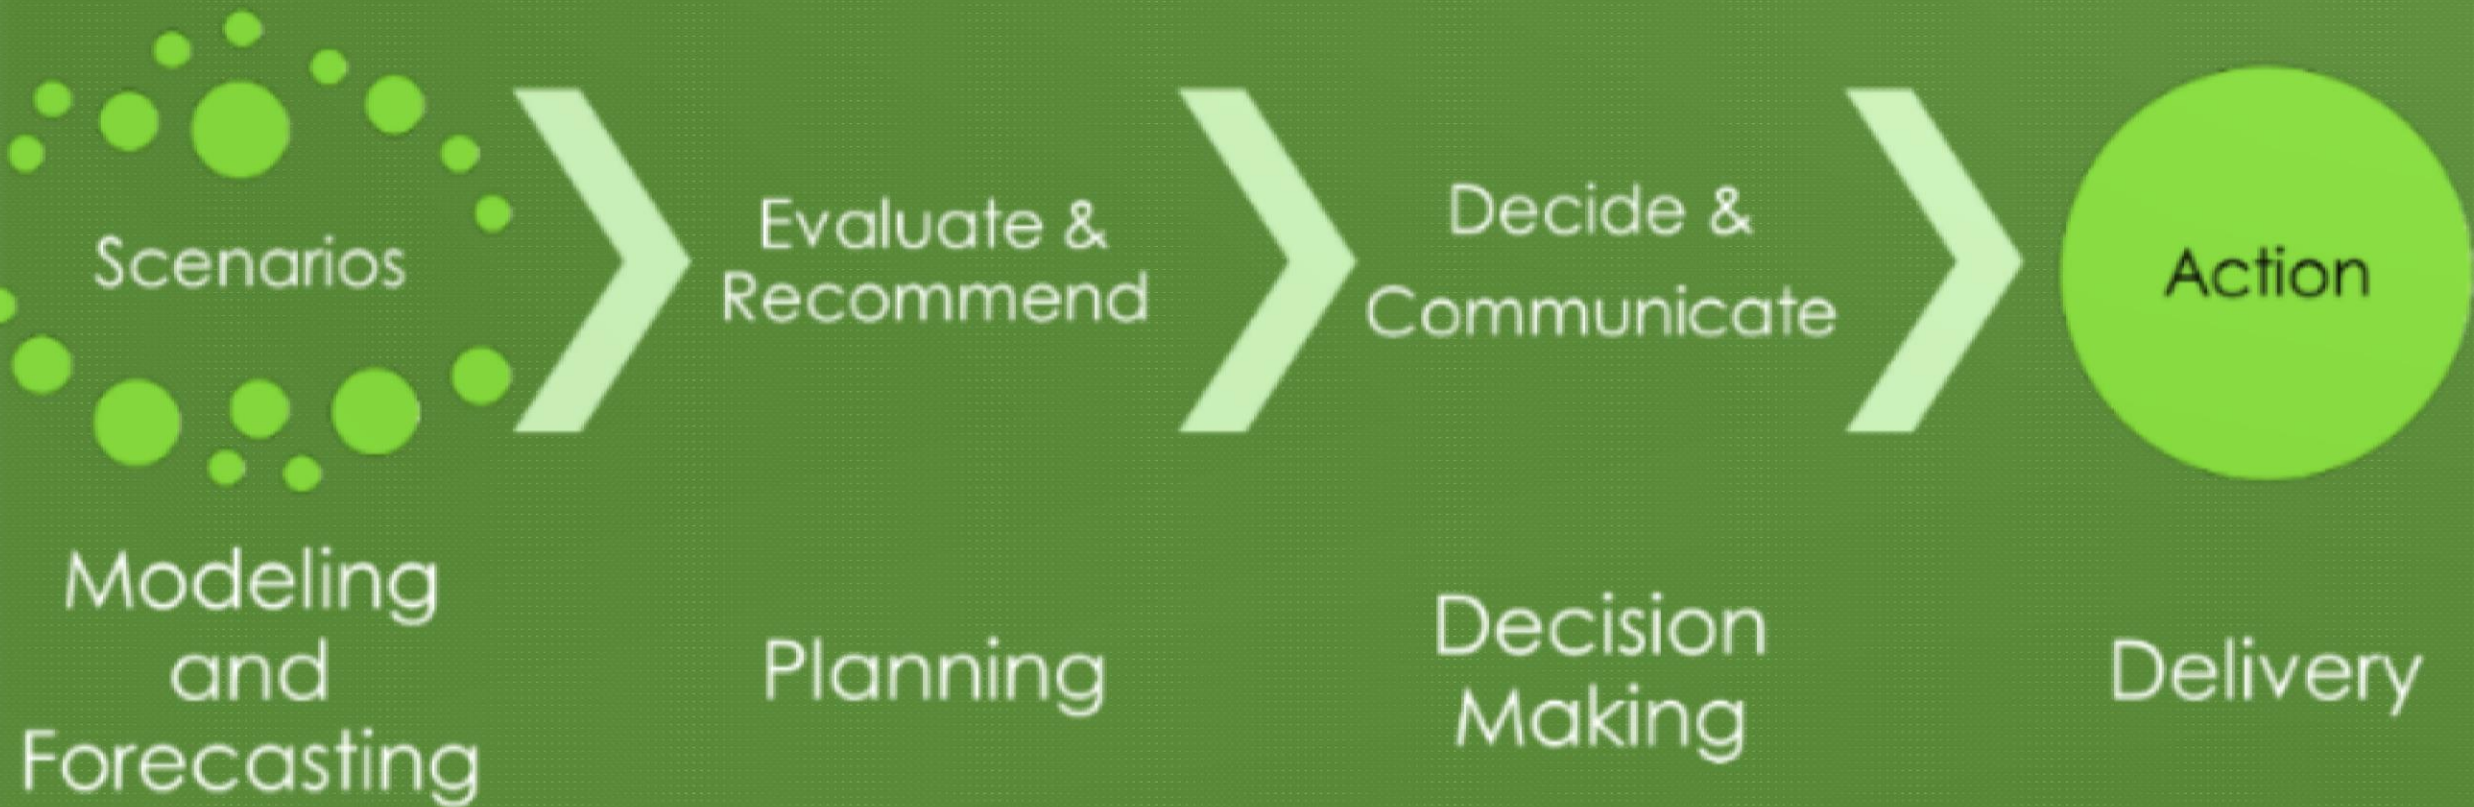 Scenarios
Evaluate &
Recommend
Decide &
Communicate
Action
Modeling
and
Forecasting
Planning
Decision
Making
Delivery